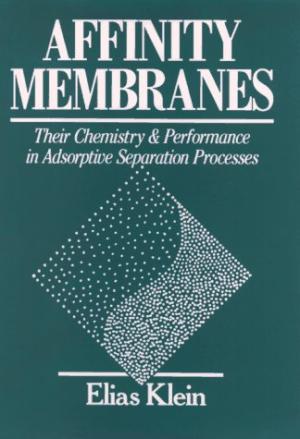 AFFINITY
MEMBRANES
Their Chemistry & Performance
in Adsorptive Separation Processes
Elias Klein